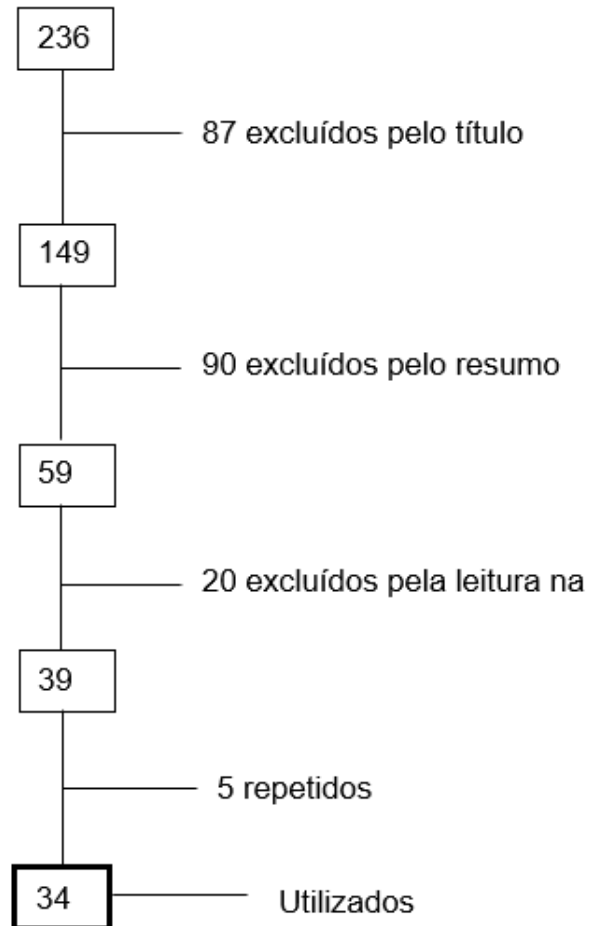 236
87 excluídos pelo título
149
90 excluídos pelo resumo
59
20 excluídos pela leitura na
39
5 repetidos
34
Utilizados